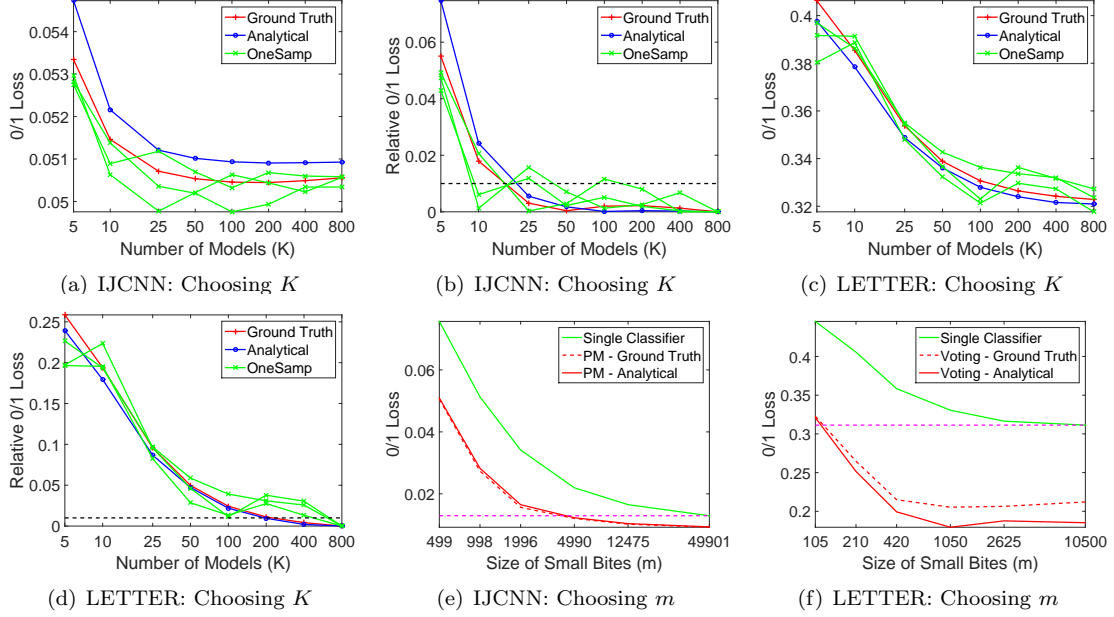 0.054
0.053
0.052
0.051
0.05
0/1 Loss
Ground Truth
Analytical
OneSamp
5 10 25 50 100 200 400 800
Number of Models (K)
(a) IJCNN: Choosing K
0.06
0.04
0.02
0
Relative 0/1 Loss
Ground Truth
Analytical
OneSamp
5 10 25 50 100 200 400 800
Number of Models (K)
(b) IJCNN: Choosing K
0.4
0.38
0.36
0.34
0.32
0/1 Loss
Ground Truth
Analytical
OneSamp
5 10 25 50 100 200 400 800
Number of Models (K)
(c) LETTER: Choosing K
0.25
0.2
0.15
0.1
0.05
0
Relative 0/1 Loss
Ground Truth
Analytical
OneSamp
5 10 25 50 100 200 400 800
Number of Models (K)
(d) LETTER: Choosing K
0.06
0.04
0.02
0/1 Loss
Single Classifier
PM - Ground Truth
PM - Analytical
499 998 1996 4990 12475 49901
Size of Small Bites (m)
(e) IJCNN: Choosing m
0.4
0.35
0.3
0.25
0.2
0/1 Loss
Single Classifier
Voting - Ground Truth
Voting - Analytical
105 210 420 1050 2625 10500
Size of Small Bites (m)
(f) LETTER: Choosing m